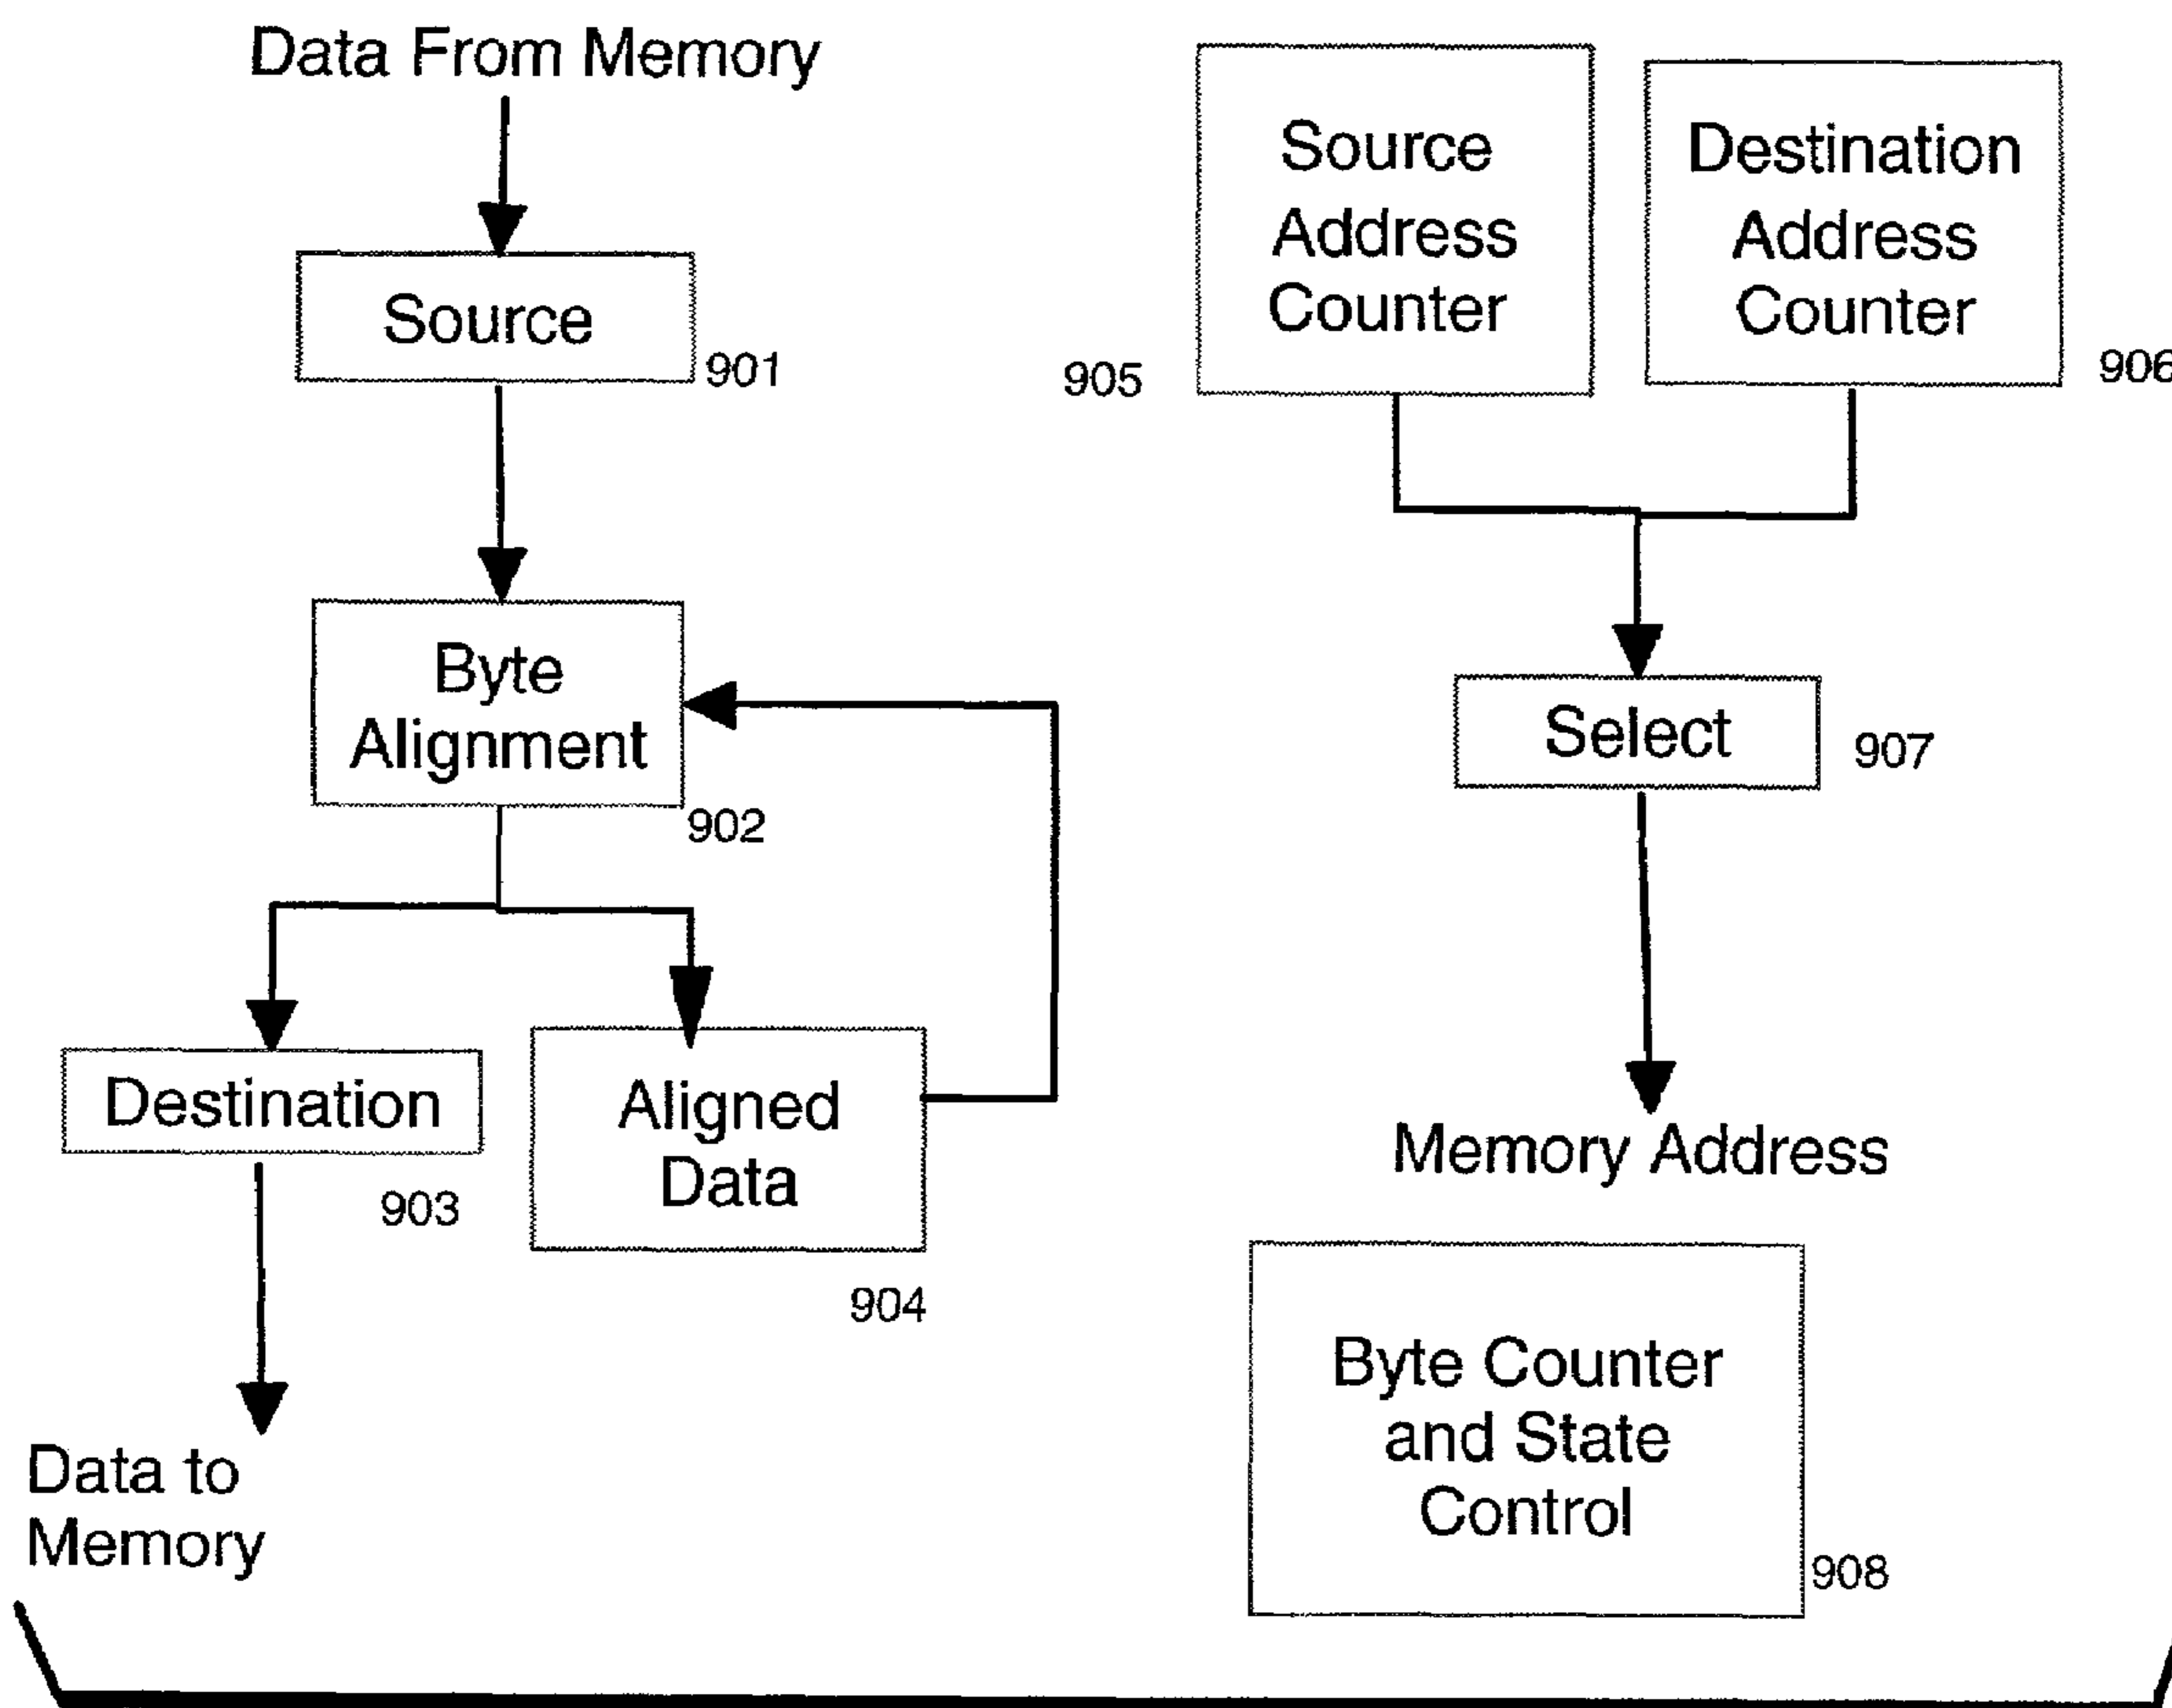 Data From Memory
Source
901
Byte
Alignment
902
Destination
903
Aligned
Data
904
Data to
Memory
Source
Address
Counter
905
Destination
Address
Counter
906
Select
907
Memory Address
Byte Counter
and State
Control
908